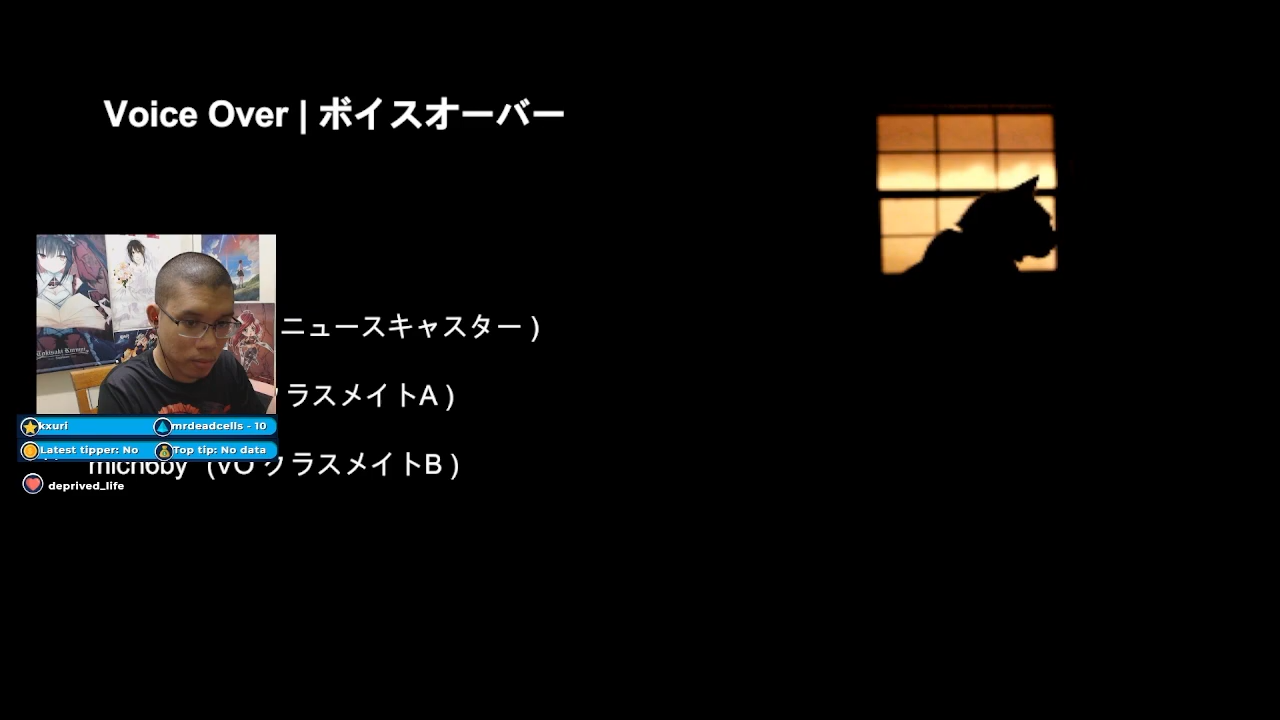 Voice Over | ボイスオーバー
ニュースキャスター )
ラスメイトA )
kxuri
mrdeadcells - 10
Latest tipper: No
Top tip: No data
mich6by (VO クラスメイトB )
deprived_life